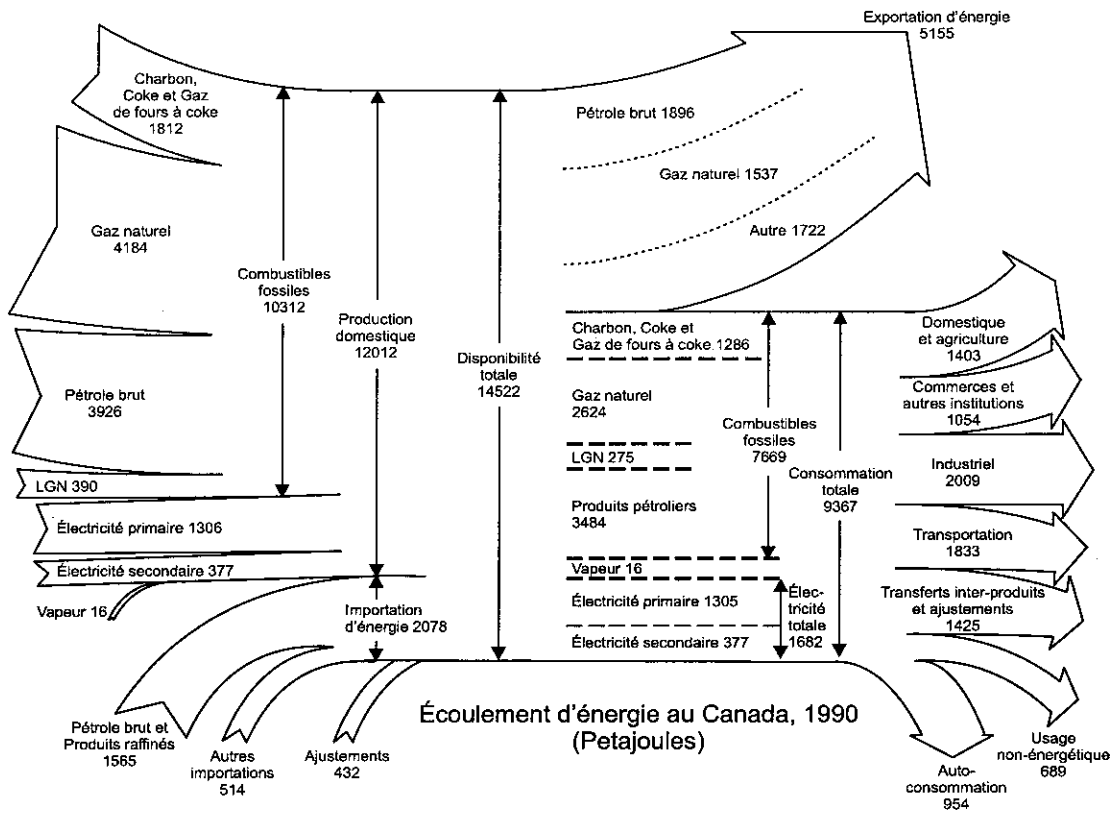 Exportation d'énergie
5155
Charbon,
Coke et Gaz
de fours à coke
1812
Pétrole brut 1896
Gaz naturel 1537
Autre 1722
Gaz naturel
4184
Combustibles
fossiles
10312
Production
domestique
12012
Disponibilité
totale
14522
Charbon, Coke et
Gaz de fours à coke 1286
Gaz naturel
2624
LGN 275
Produits pétroliers
3484
Vapeur 16
Électricité primaire 1305
Électricité secondaire 377
Combustibles
fossiles
7669
Consommation
totale
9367
Élec-
tricité
totale
1682
Domestique
et agriculture
1403
Commerces et
autres institutions
1054
Industriel
2009
Transportation
1833
Transferts inter-produits
et ajustements
1425
Pétrole brut
3926
LGN 390
Électricité primaire 1306
Électricité secondaire 377
Vapeur 16
Importation
d'énergie 2078
Pétrole brut et
Produits raffinés
1565
Autres
importations
514
Ajustements
432
Écoulement d'énergie au Canada, 1990
(Petajoules)
Usage
non-énergétique
689
Auto-
consommation
954